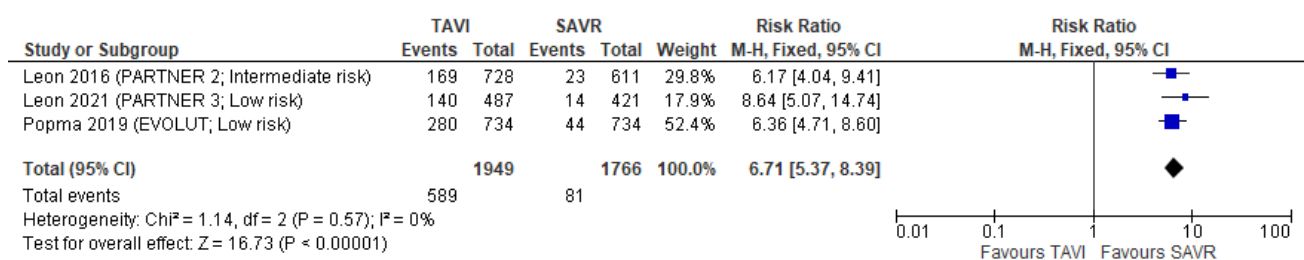 TAVI SAVR Risk Ratio Risk Ratio
Study or Subgroup Events Total Events Total Weight M-H, Fixed, 95% CI M-H, Fixed, 95% CI
Leon 2016 (PARTNER 2; Intermediate risk) 169 728 23 611 29.8% 6.17 [4.04, 9.41]
Leon 2021 (PARTNER 3; Low risk) 140 487 14 421 17.9% 8.64 [5.07, 14.74]
Popma 2019 (EVOLUT; Low risk) 280 734 44 734 52.4% 6.36 [4.71, 8.60]
Total (95% CI) 1949 1766 100.0% 6.71 [5.37, 8.39]
Total events 589 81
Heterogeneity: Chi² = 1.14, df = 2 (P = 0.57); I² = 0%
Test for overall effect: Z = 16.73 (P < 0.00001)
0.01 0.1 1 10 100
Favours TAVI Favours SAVR